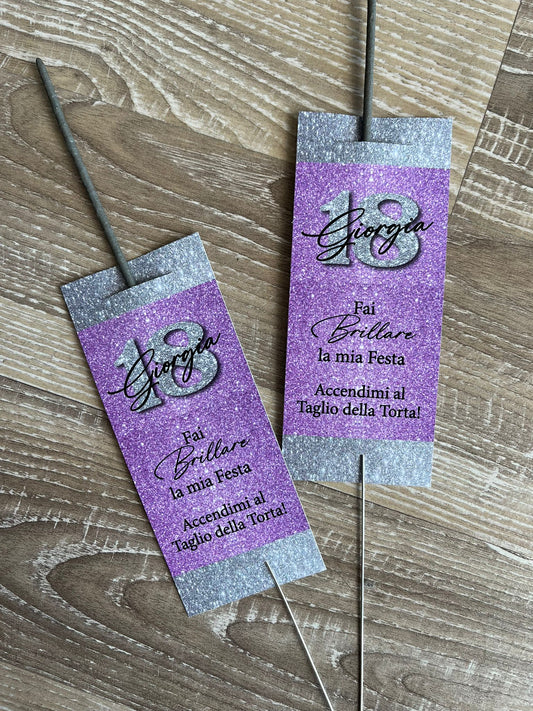 18
Giorgia
Fai
Brillare
la mia Festa
Accendimi al
Taglio della Torta!
18
Giorgia
Fai
Brillare
la mia Festa
Accendimi al
Taglio della Torta!